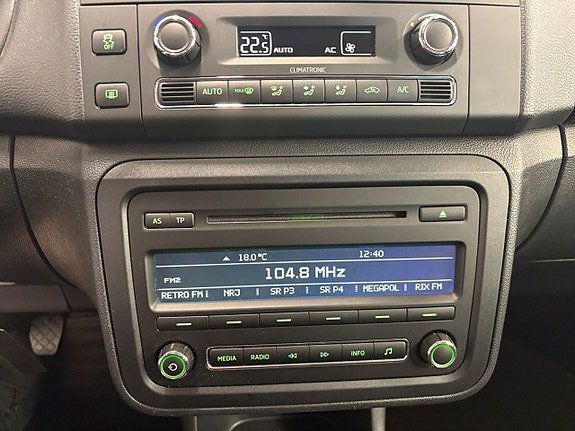 22.5 °C AUTO AC
OFF
CLIMATRONIC
AUTO MAX A/C
AS TP
18.0 °C 12:40
104.8 MHz
FM2
RETRO FM NRJ SR P3 SR P4 MEGAPOL RIX FM
MEDIA RADIO INFO